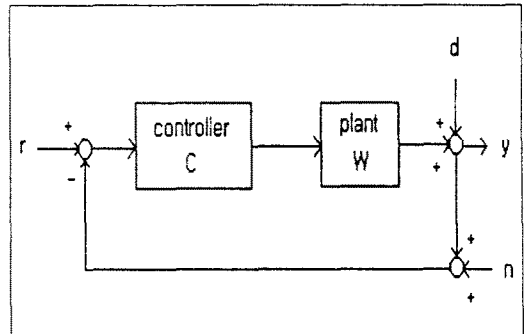 d
controller
C
plant
W
r
+
-
+
+
y
+
+
n